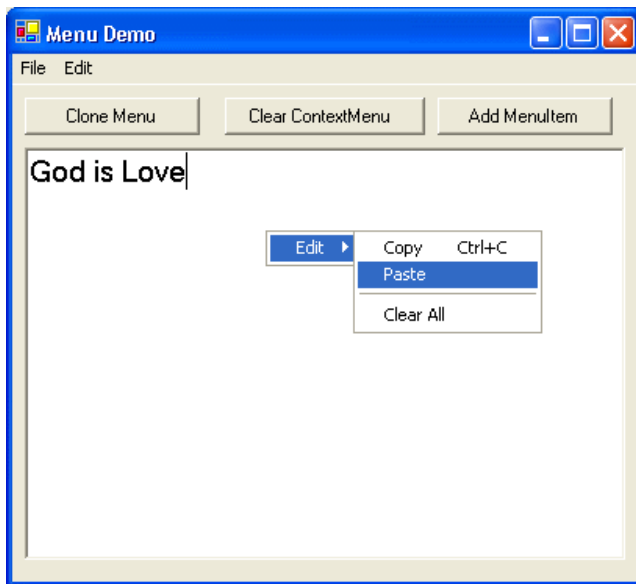 Menu Demo
File Edit
Clone Menu Clear ContextMenu Add MenuItem
God is Love
Edit Copy Ctrl+C
Paste
Clear All